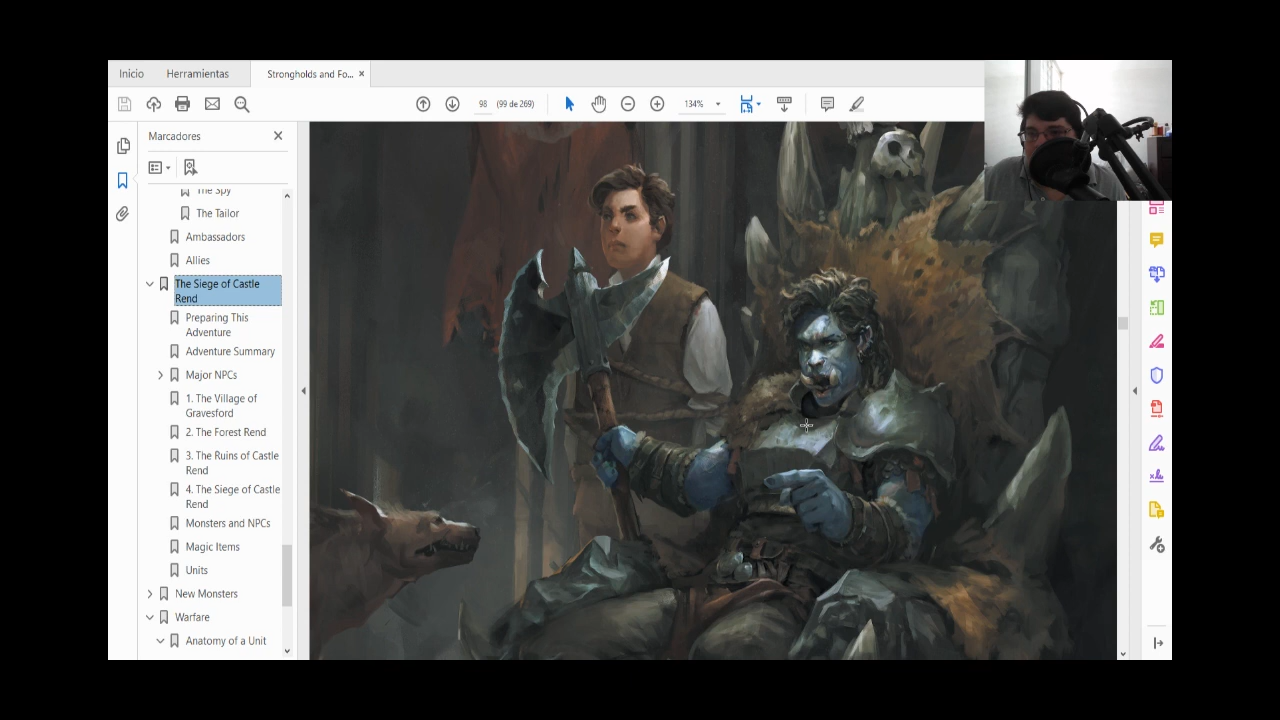 Inicio Herramientas Strongholds and Fo...
98 (99 de 269) 134%
Marcadores
The Spy
The Tailor
Ambassadors
Allies
The Siege of Castle
Rend
Preparing This
Adventure
Adventure Summary
Major NPCs
1. The Village of
Gravesford
2. The Forest Rend
3. The Ruins of Castle
Rend
4. The Siege of Castle
Rend
Monsters and NPCs
Magic Items
Units
New Monsters
Warfare
Anatomy of a Unit